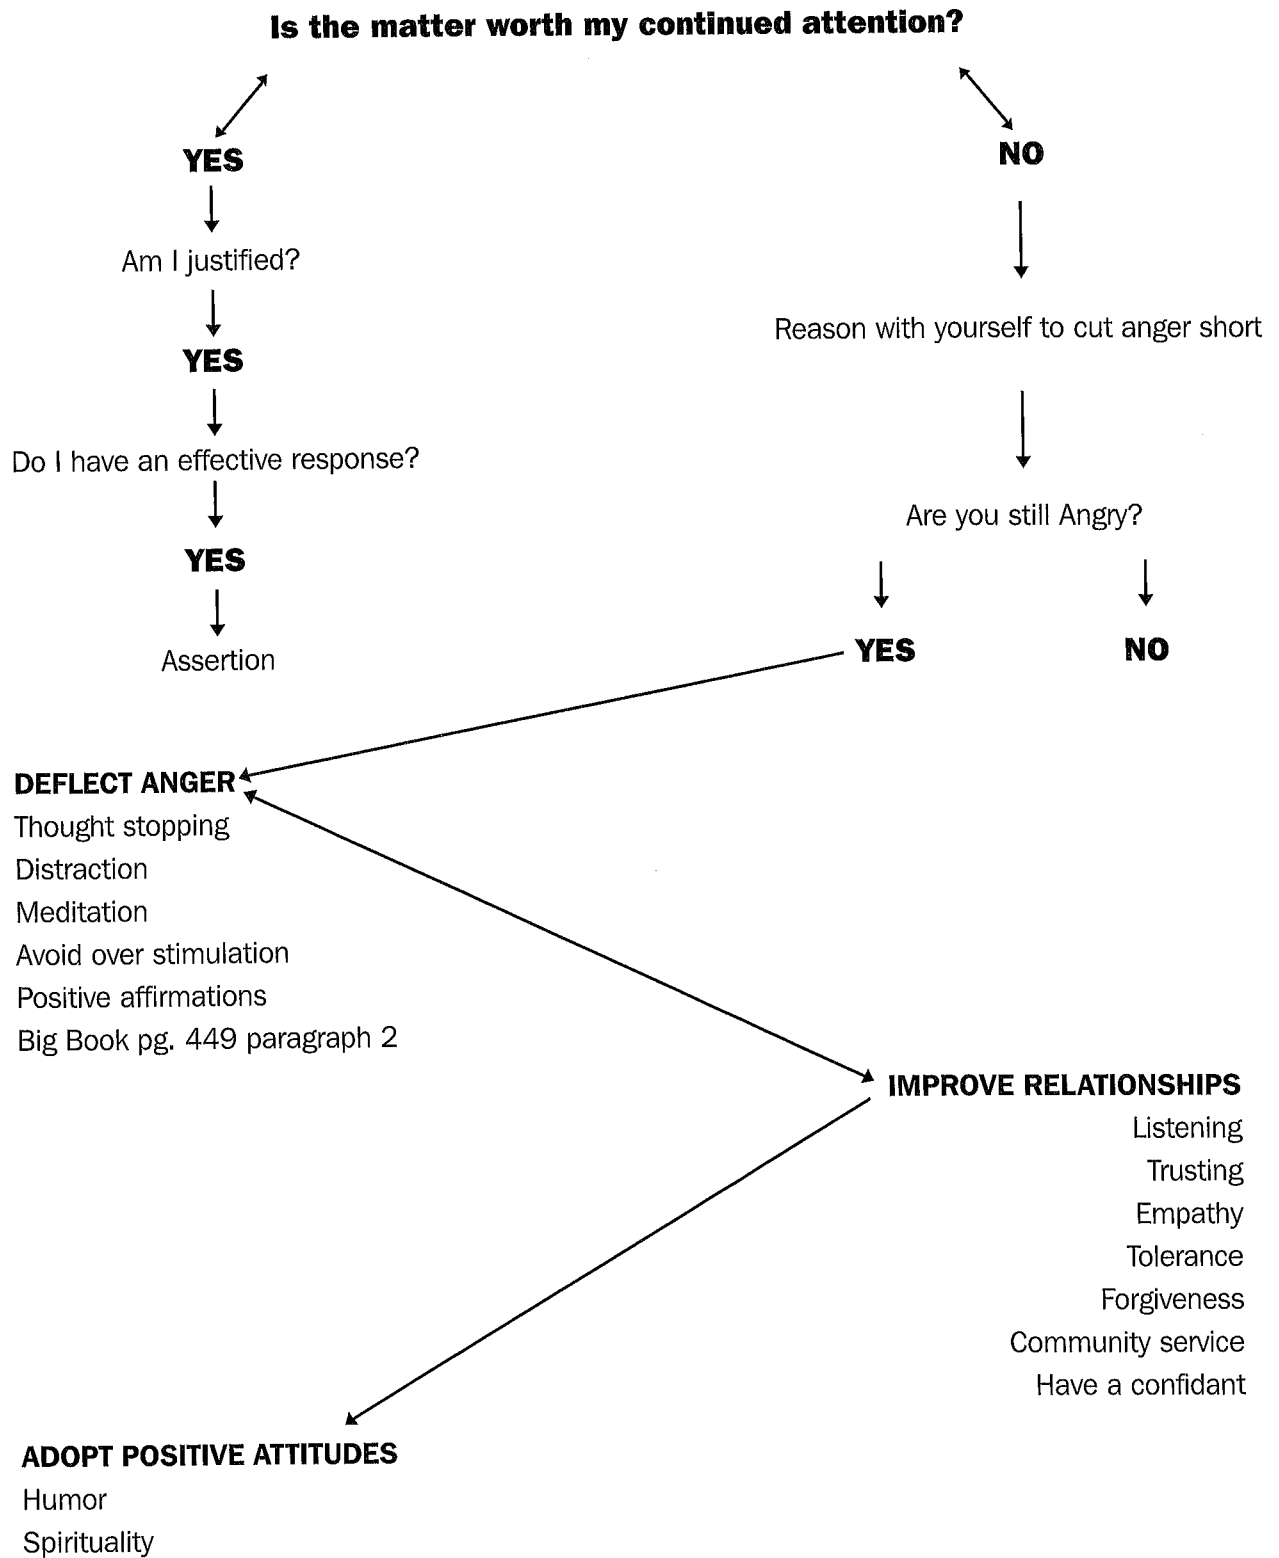 Is the matter worth my continued attention?
YES
NO
Am I justified?
YES
Reason with yourself to cut anger short
Do I have an effective response?
Are you still Angry?
YES
Assertion
YES
NO
DEFLECT ANGER
Thought stopping
Distraction
Meditation
Avoid over stimulation
Positive affirmations
Big Book pg. 449 paragraph 2
IMPROVE RELATIONSHIPS
Listening
Trusting
Empathy
Tolerance
Forgiveness
Community service
Have a confidant
ADOPT POSITIVE ATTITUDES
Humor
Spirituality